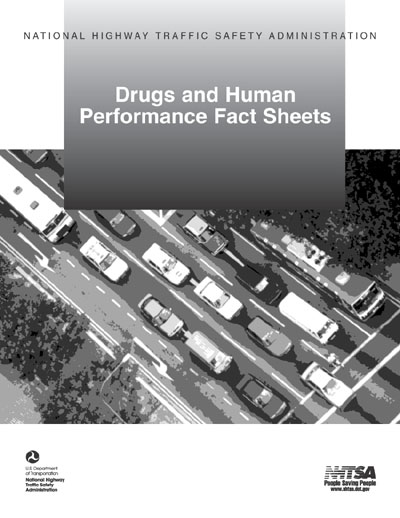 NATIONAL HIGHWAY TRAFFIC SAFETY ADMINISTRATION
Drugs and Human
Performance Fact Sheets
U.S. Department
of Transportation
National Highway
Traffic Safety
Administration
NHTSA
People Saving People
www.nhtsa.dot.gov